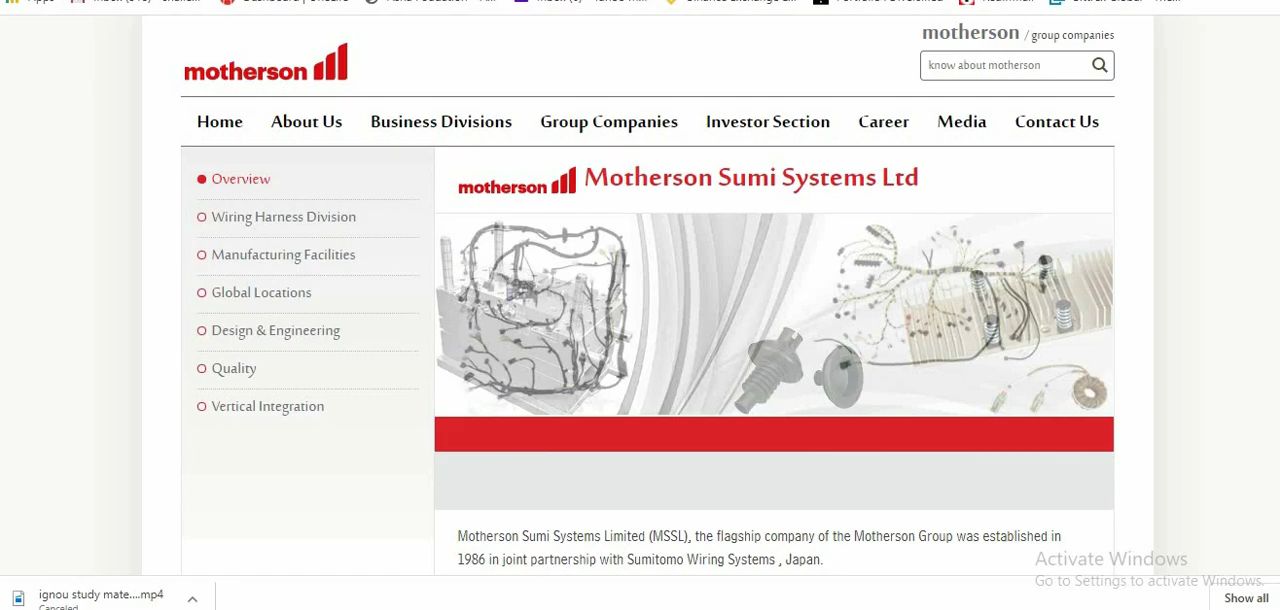 motherson / group companies
motherson
know about motherson
Home About Us Business Divisions Group Companies Investor Section Career Media Contact Us
Overview
Wiring Harness Division
Manufacturing Facilities
Global Locations
Design & Engineering
Quality
Vertical Integration
motherson Motherson Sumi Systems Ltd
Motherson Sumi Systems Limited (MSSL), the flagship company of the Motherson Group was established in
1986 in joint partnership with Sumitomo Wiring Systems , Japan.
Activate Windows
Go to Settings to activate Windows.
ignou study mate....mp4
Canceled
Show all